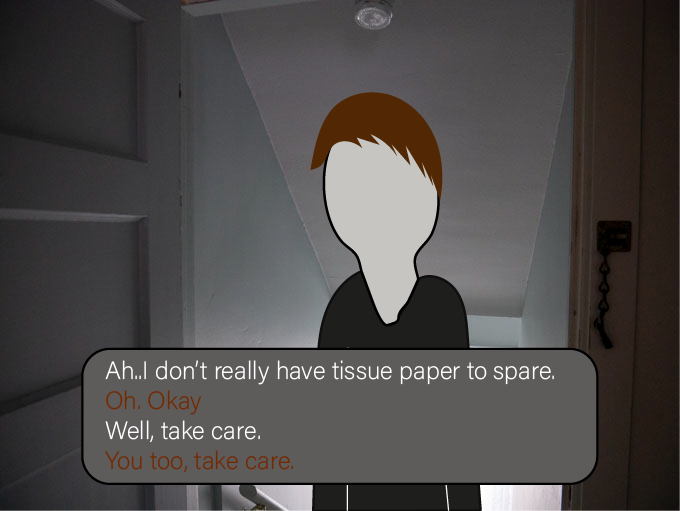 Ah..I don't really have tissue paper to spare.
Oh. Okay
Well, take care.
You too, take care.